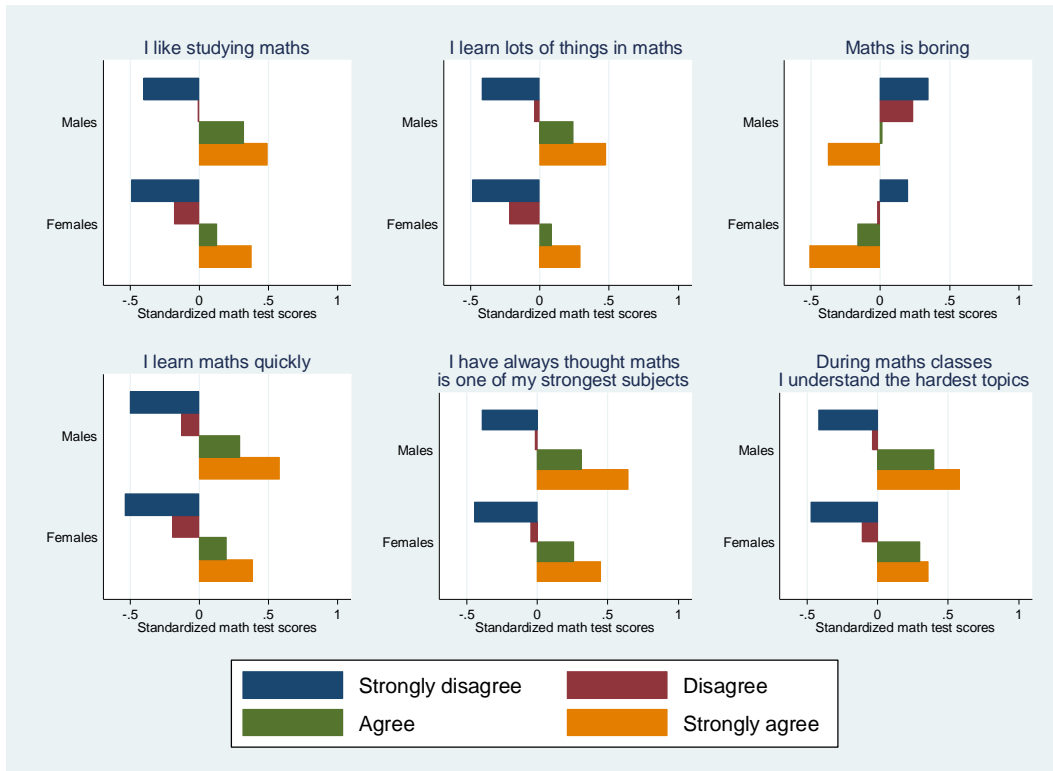 I like studying maths
Males
Females
-.5 0 .5 1
Standardized math test scores
I learn lots of things in maths
Males
Females
-.5 0 .5 1
Standardized math test scores
Maths is boring
Males
Females
-.5 0 .5 1
Standardized math test scores
I learn maths quickly
Males
Females
-.5 0 .5 1
Standardized math test scores
I have always thought maths
is one of my strongest subjects
Males
Females
-.5 0 .5 1
Standardized math test scores
During maths classes
I understand the hardest topics
Males
Females
-.5 0 .5 1
Standardized math test scores
Strongly disagree Disagree
Agree Strongly agree